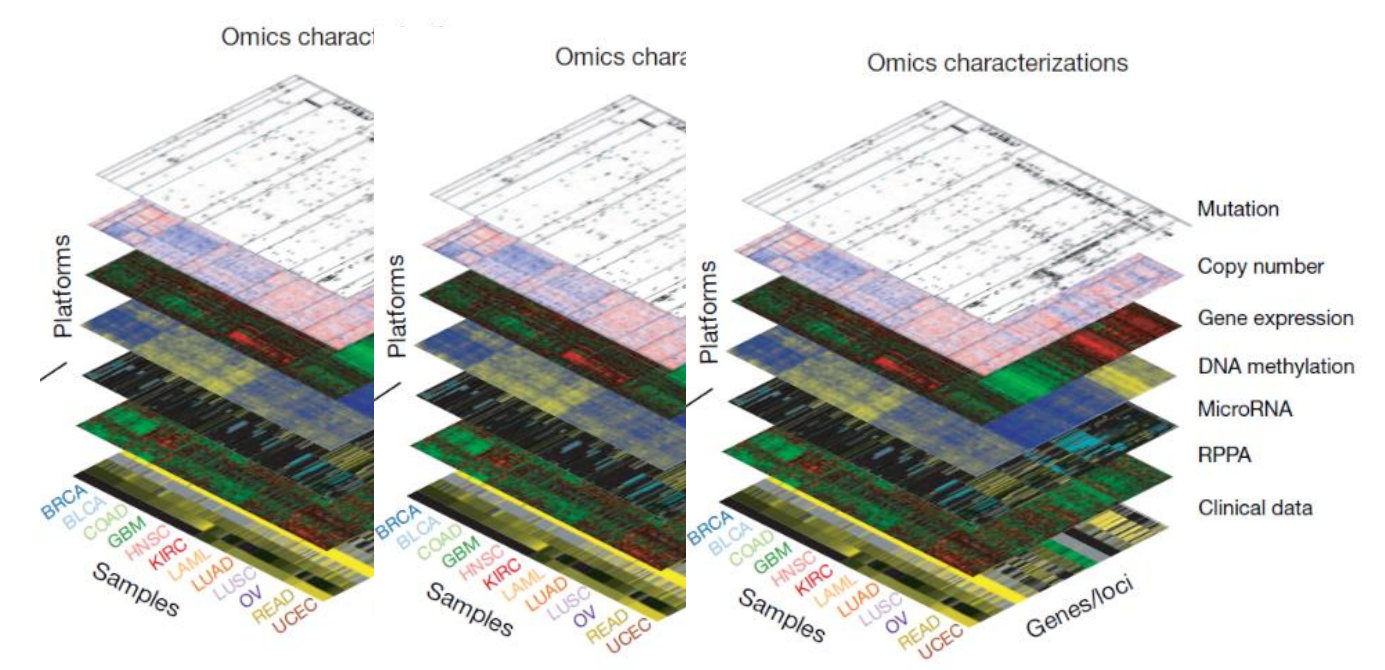 Omics charact
Platforms
BRCA
BLCA
COAD
GBM
HNSC
KIRC
LAML
LUAD
LUSC
OV
READ
UCEC
Samples
Omics chara
Platforms
BRCA
BLCA
COAD
GBM
HNSC
KIRC
LAML
LUAD
LUSC
OV
READ
UCEC
Samples
Omics characterizations
Platforms
Mutation
Copy number
Gene expression
DNA methylation
MicroRNA
RPPA
Clinical data
BRCA
BLCA
COAD
GBM
HNSC
KIRC
LAML
LUAD
LUSC
OV
READ
UCEC
Samples
Genes/loci